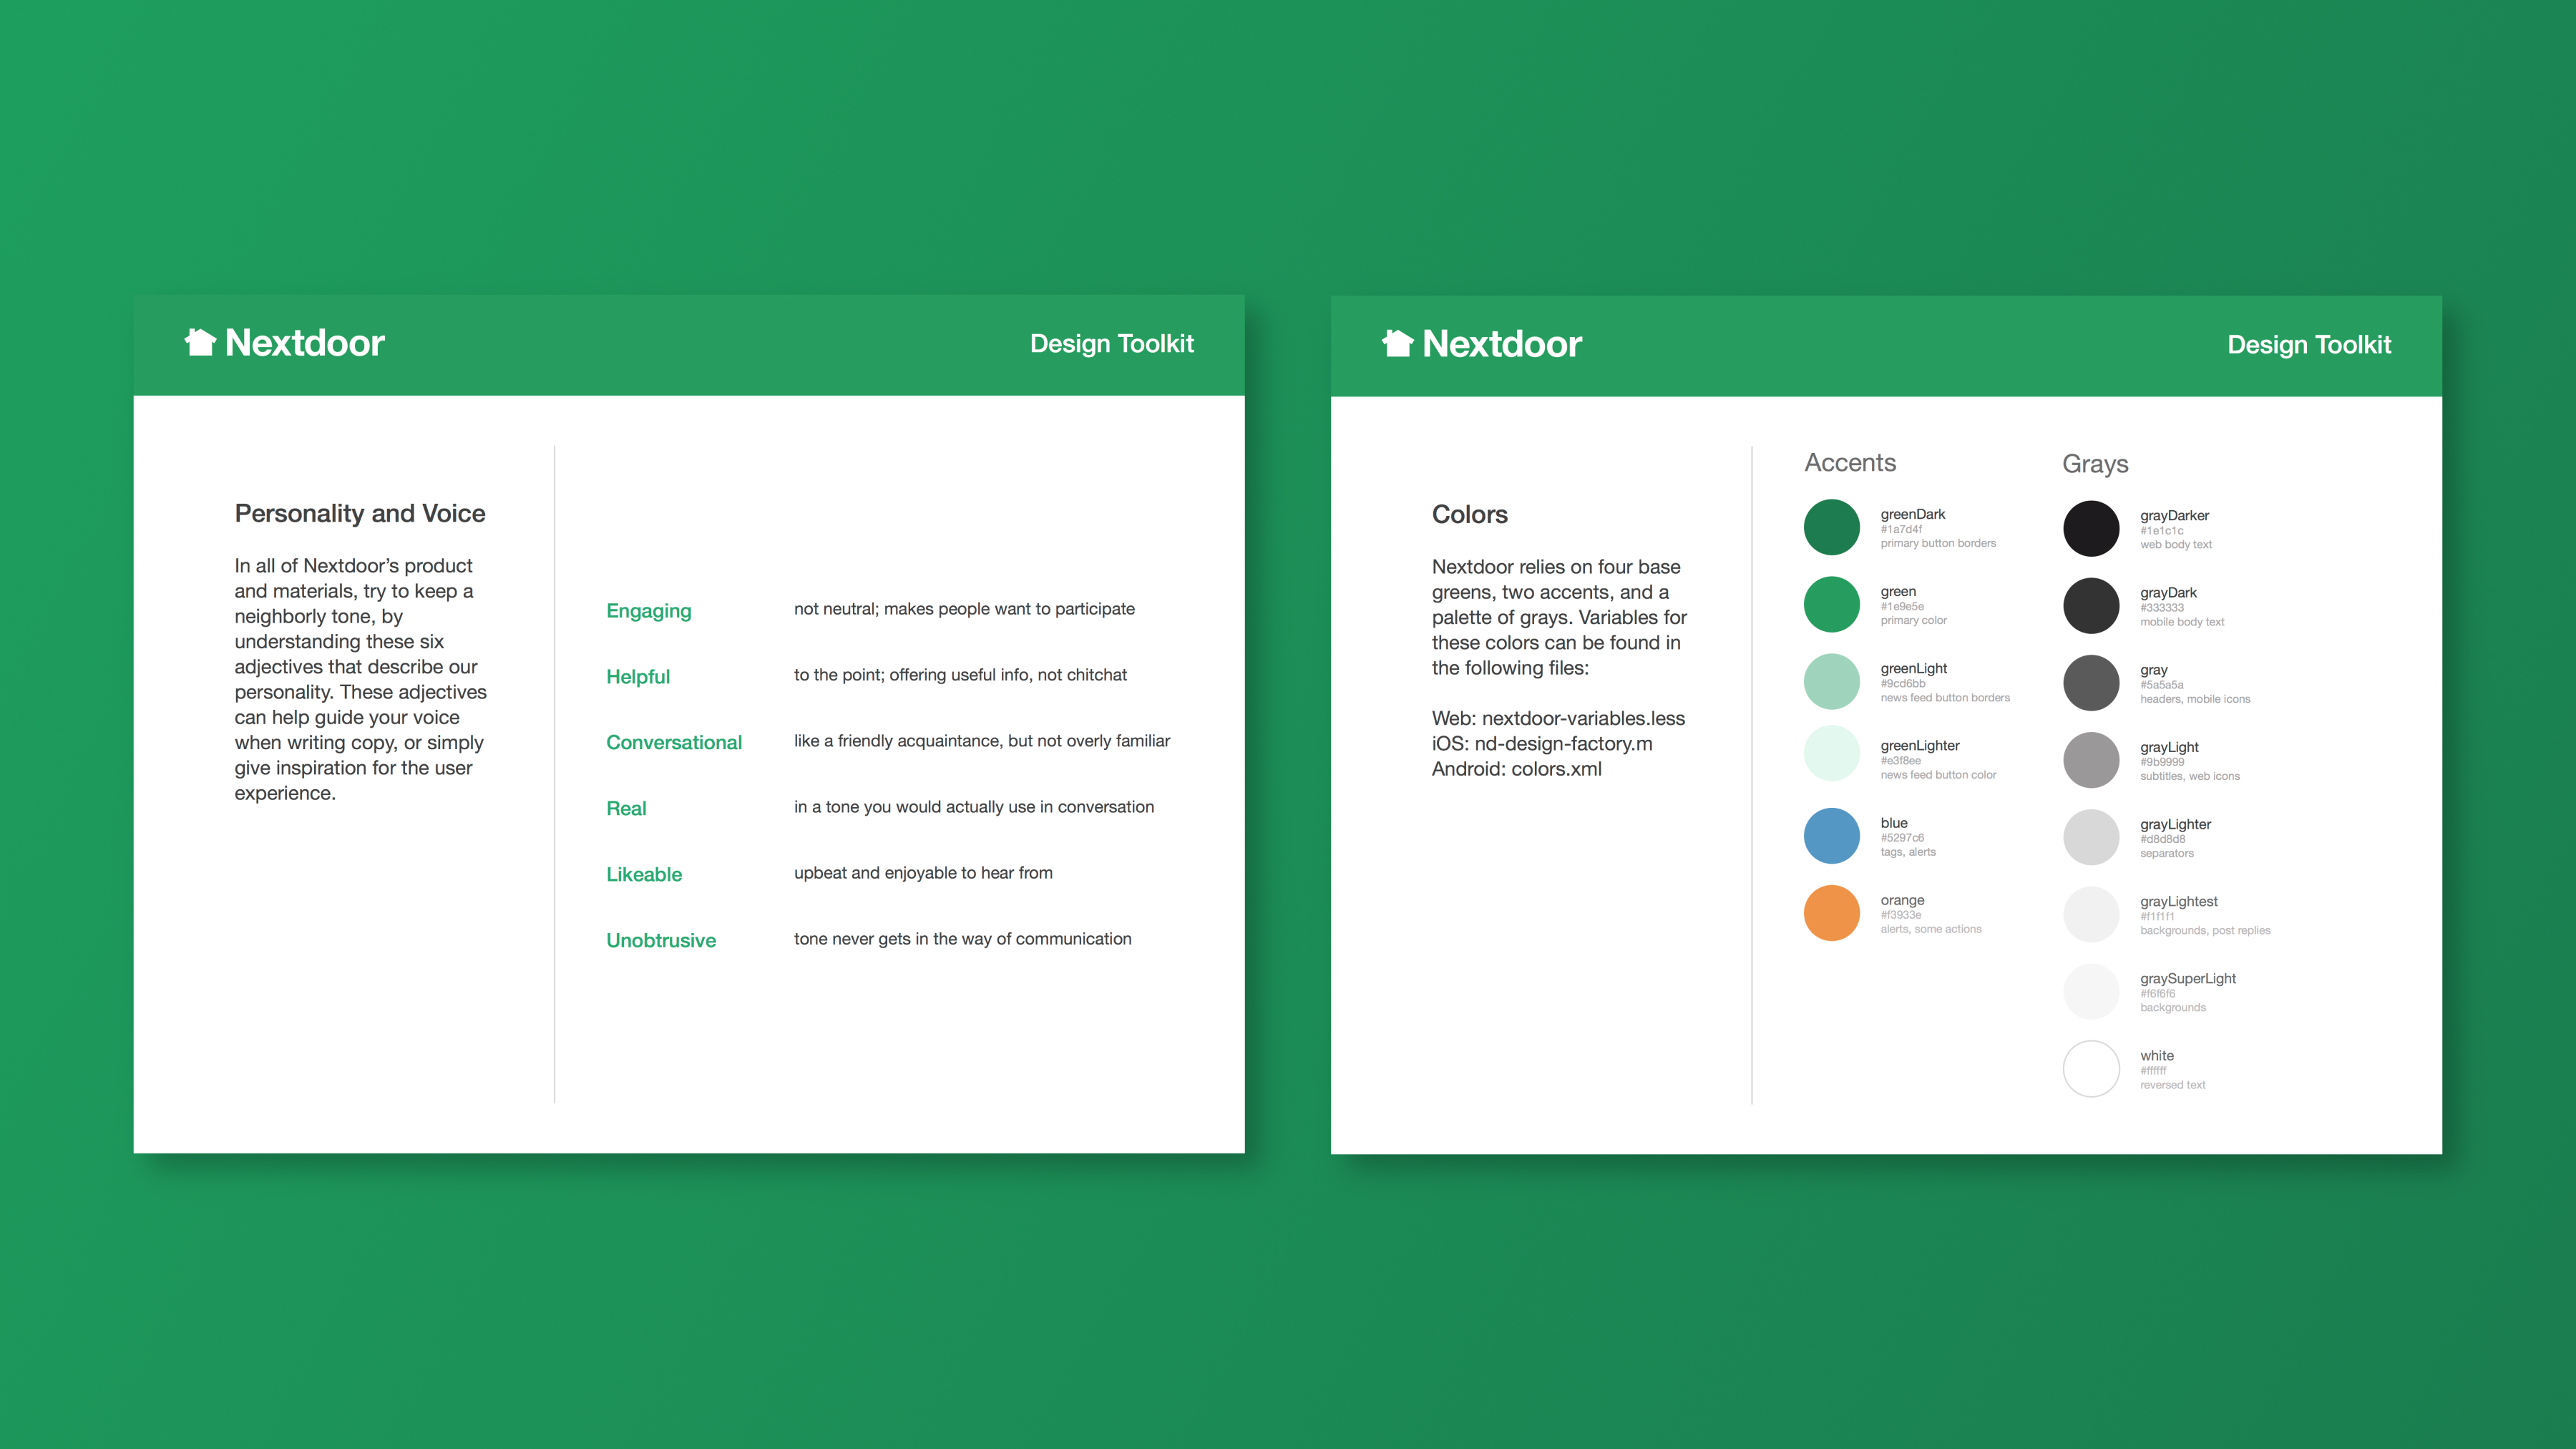 Nextdoor
Design Toolkit
Personality and Voice
In all of Nextdoor’s product
and materials, try to keep a
neighborly tone, by
understanding these six
adjectives that describe our
personality. These adjectives
can help guide your voice
when writing copy, or simply
give inspiration for the user
experience.
Engaging not neutral; makes people want to participate
Helpful to the point; offering useful info, not chitchat
Conversational like a friendly acquaintance, but not overly familiar
Real in a tone you would actually use in conversation
Likeable upbeat and enjoyable to hear from
Unobtrusive tone never gets in the way of communication
Nextdoor
Design Toolkit
Colors
Nextdoor relies on four base
greens, two accents, and a
palette of grays. Variables for
these colors can be found in
the following files:
Web: nextdoor-variables.less
iOS: nd-design-factory.m
Android: colors.xml
Accents
greenDark
#1a7d4f
primary button borders
green
#1e9e5e
primary color
greenLight
#9cd6bb
news feed button borders
greenLighter
#e3f8ee
news feed button color
blue
#5297c6
tags, alerts
orange
#f3933e
alerts, some actions
Grays
grayDarker
#1e1c1c
web body text
grayDark
#333333
mobile body text
gray
#5a5a5a
headers, mobile icons
grayLight
#9b9999
subtitles, web icons
grayLighter
#d8d8d8
separators
grayLightest
#f1f1f1
backgrounds, post replies
graySuperLight
#f6f6f6
backgrounds
white
#ffffff
reversed text